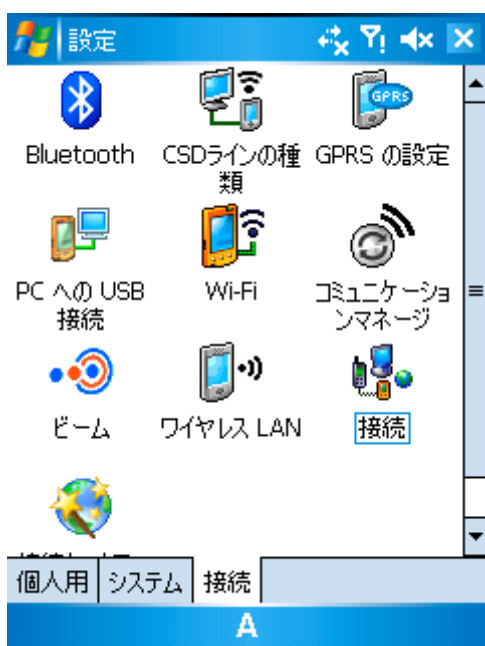 設定
GPRS
Bluetooth
CSDラインの種
類
GPRS の設定
PC への USB
接続
Wi-Fi
コミュニケーショ
ンマネージ
ビーム
ワイヤレス LAN
接続
個人用
システム
接続
A